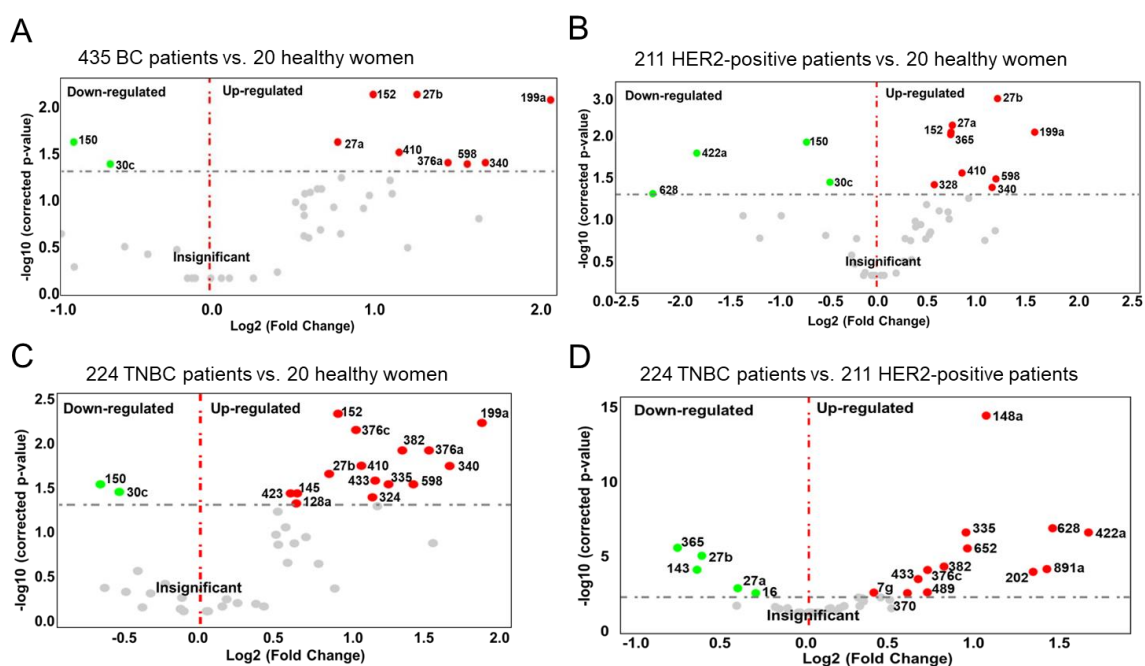 A
435 BC patients vs. 20 healthy women
Down-regulated
Up-regulated
2.0
1.5
1.0
0.5
0.0
-log10 (corrected p-value)
150
30c
152
27b
199a
27a
410
376a
598
340
Insignificant
-1.0
0.0
1.0
2.0
Log2 (Fold Change)
B
211 HER2-positive patients vs. 20 healthy women
Down-regulated
Up-regulated
3.0
2.0
1.5
1.0
0.5
0.0
-log10 (corrected p-value)
27b
27a
152
365
199a
150
422a
30c
628
410
328
598
340
Insignificant
-2.5
-2.0
-1.5
-1.0
-0.5
0.0
0.5
1.0
1.5
2.0
2.5
Log2 (Fold Change)
C
224 TNBC patients vs. 20 healthy women
Down-regulated
Up-regulated
2.5
2.0
1.5
1.0
0.5
0.0
-log10 (corrected p-value)
152
199a
376c
382
376a
27b
410
340
150
30c
433
335
598
423
145
128a
324
Insignificant
-0.5
0.0
0.5
1.0
1.5
2.0
Log2 (Fold Change)
D
224 TNBC patients vs. 211 HER2-positive patients
Down-regulated
Up-regulated
15
10
5
0
-log10 (corrected p-value)
148a
335
628
422a
365
652
27b
143
382
433
376c
202
891a
27a
16
7g
489
370
Insignificant
-1.0
0.0
1.0
2.0
Log2 (Fold Change)